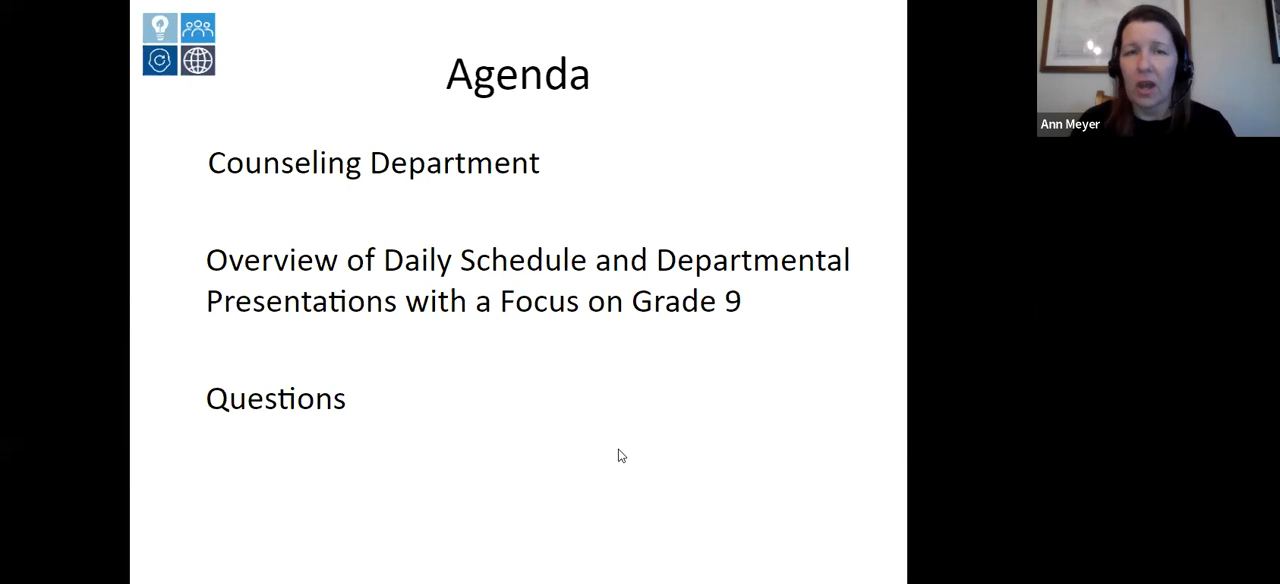 Agenda
Counseling Department
Overview of Daily Schedule and Departmental
Presentations with a Focus on Grade 9
Questions
Ann Meyer